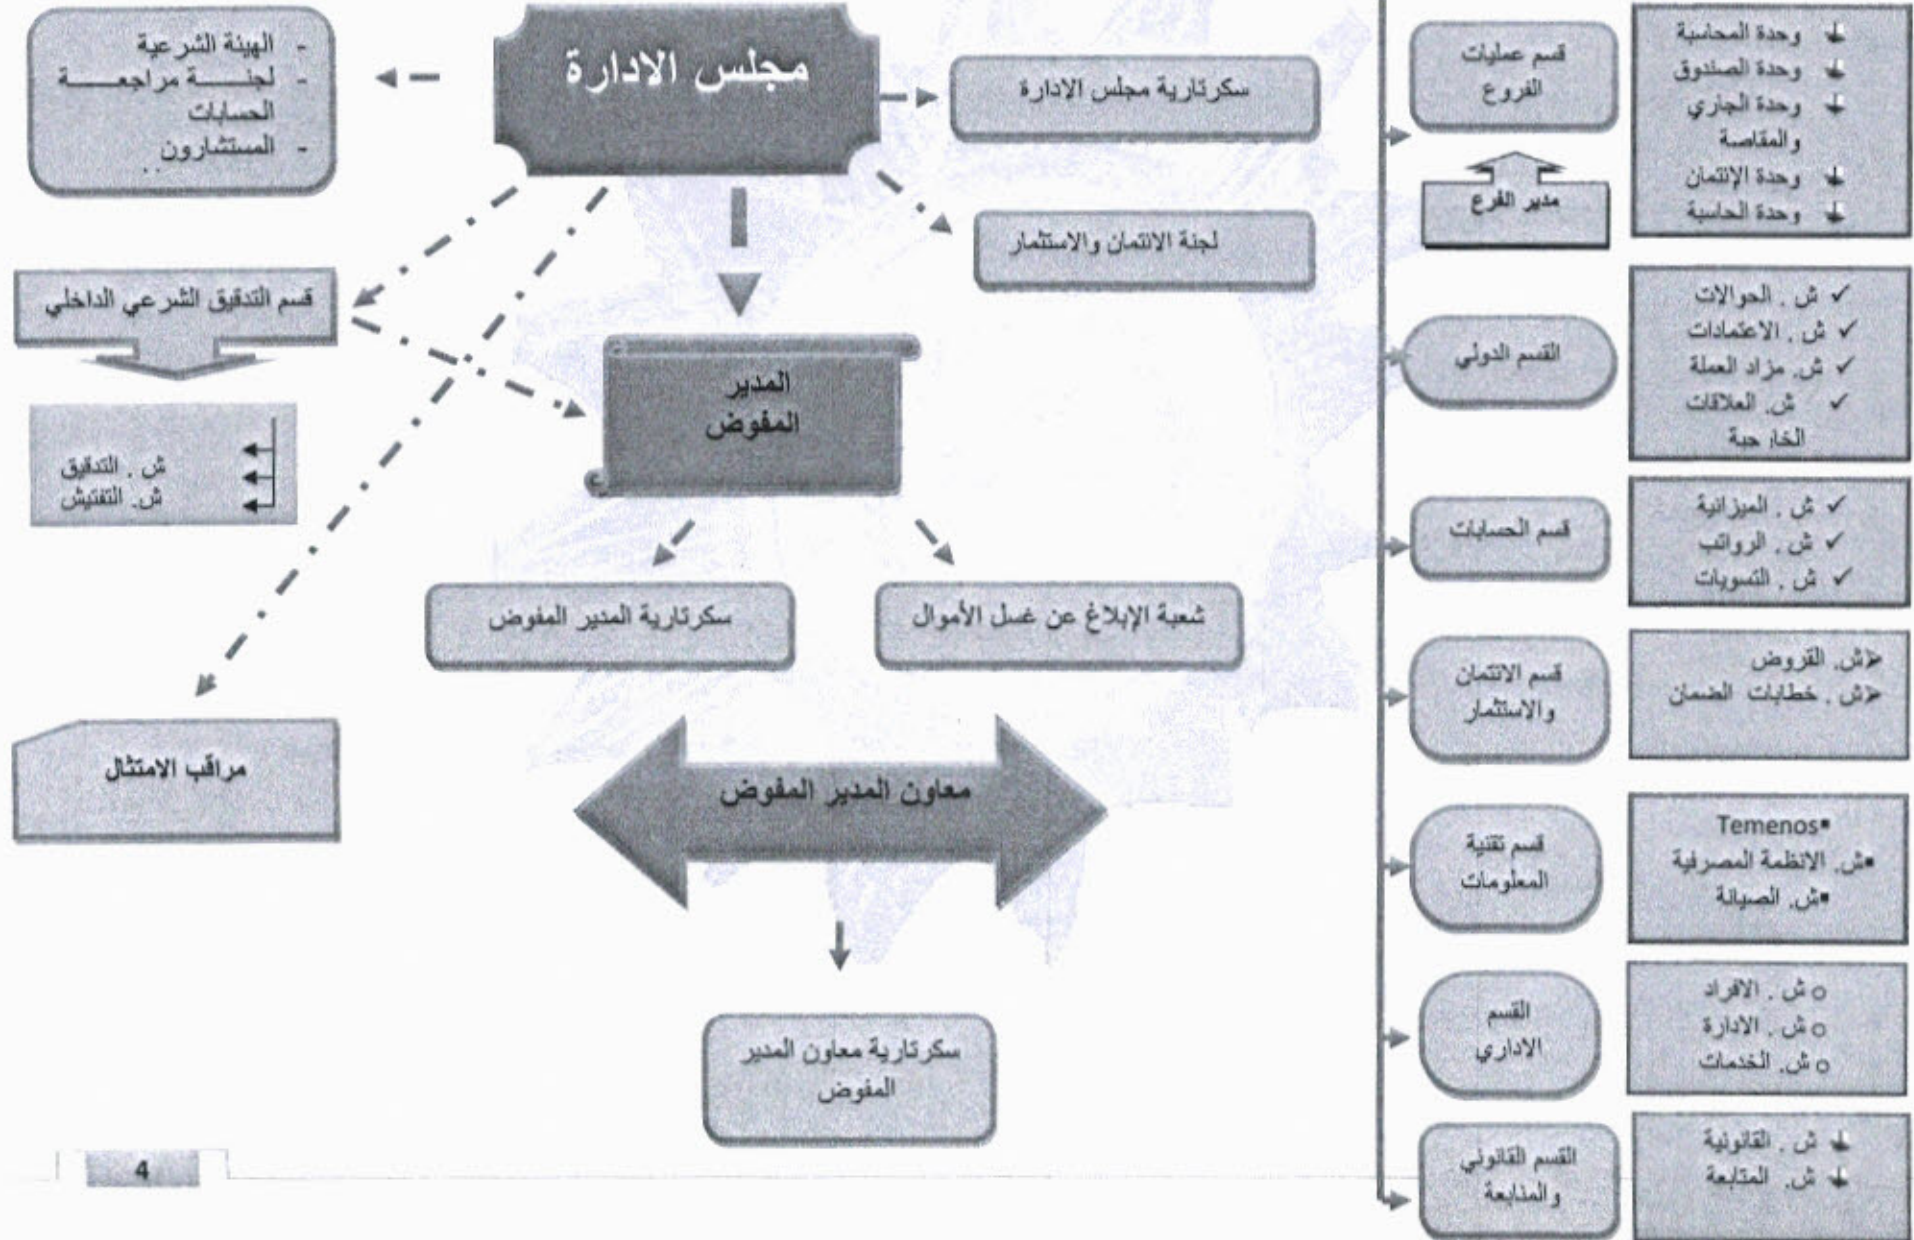 مجلس الادارة
- الهيئة الشرعية
- لجنة مراجعة
الحسابات
- المستشارون
..
سكرتارية مجلس الادارة
لجنة الائتمان والاستثمار
قسم التدقيق الشرعي الداخلي
ش . التدقيق
ش. التفتيش
المدير
المفوض
شعبة الإبلاغ عن غسل الأموال
سكرتارية المدير المفوض
مراقب الامتثال
معاون المدير المفوض
سكرتارية معاون المدير
المفوض
قسم عمليات
الفروع
مدير الفرع
وحدة المحاسبة
وحدة الصندوق
وحدة الجاري
والمقاصة
وحدة الإئتمان
وحدة الحاسبة
القسم الدولي
✓ ش . الحوالات
✓ ش . الاعتمادات
✓ ش. مزاد العملة
✓ ش. العلاقات
الخارجية
قسم الحسابات
✓ ش . الميزانية
✓ ش . الرواتب
✓ ش . التسويات
قسم الائتمان
والاستثمار
ش. القروض
ش . خطابات الضمان
قسم تقنية
المعلومات
Temenos
ش. الانظمة المصرفية
ش. الصيانة
القسم
الاداري
ش . الافراد
ش . الادارة
ش. الخدمات
القسم القانوني
والمتابعة
ش . القانونية
ش. المتابعة
4